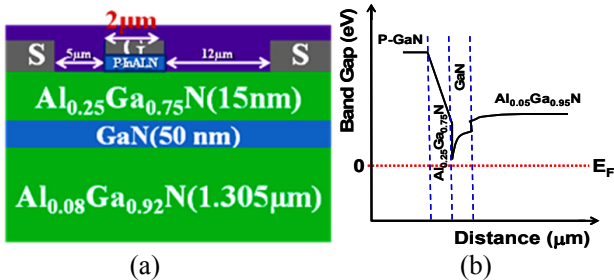 2μm
S
G
S
5μm
P-InALN
12μm
Al0.25Ga0.75N(15nm)
GaN(50 nm)
Al0.08Ga0.92N(1.305μm)
(a)
Band Gap (eV)
P-GaN
Al0.25Ga0.75N
GaN
Al0.05Ga0.95N
0
EF
Distance (μm)
(b)